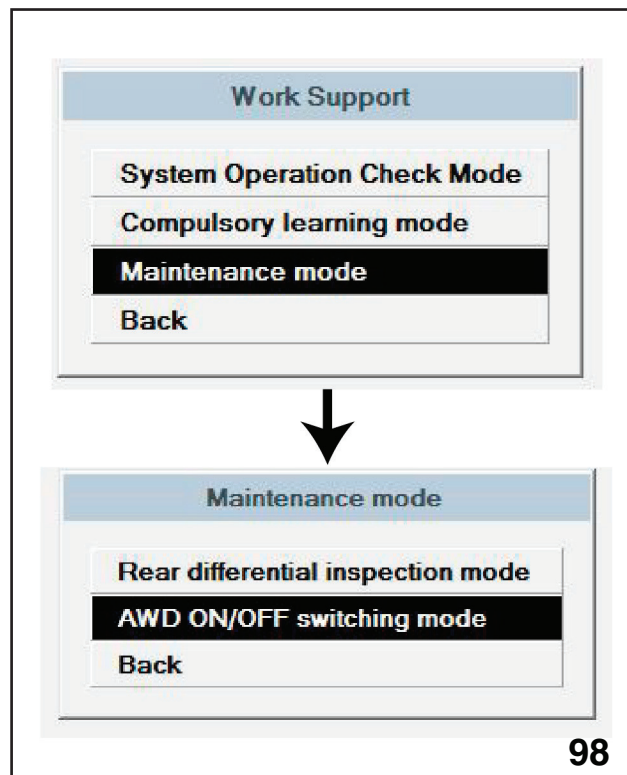 Work Support
System Operation Check Mode
Compulsory learning mode
Maintenance mode
Back
Maintenance mode
Rear differential inspection mode
AWD ON/OFF switching mode
Back
98